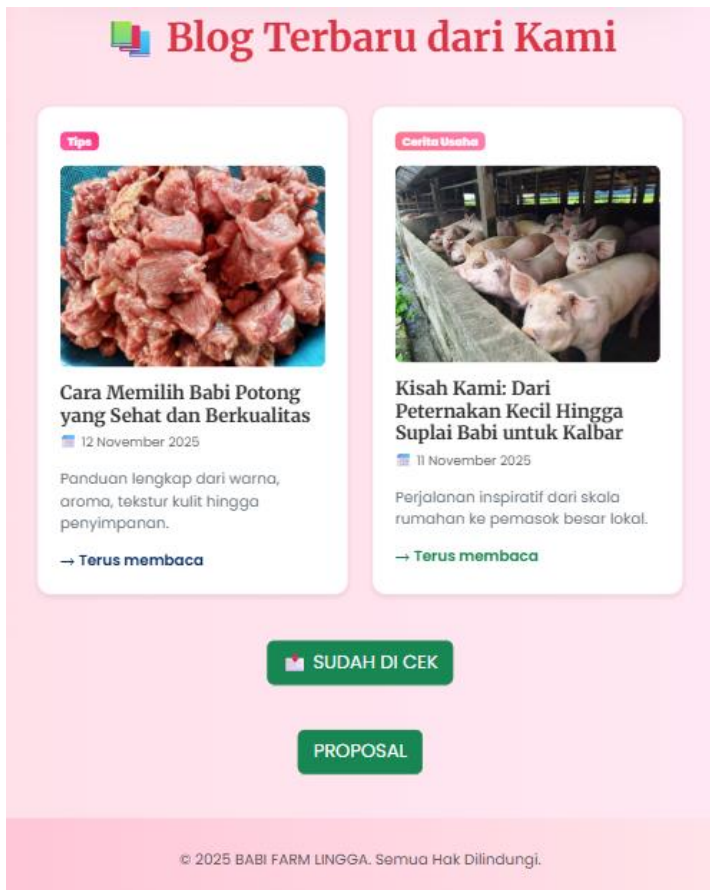 Blog Terbaru dari Kami
Tips
Cara Memilih Babi Potong
yang Sehat dan Berkualitas
12 November 2025
Panduan lengkap dari warna,
aroma, tekstur kulit hingga
penyimpanan.
→ Terus membaca
Cerita Usaha
Kisah Kami: Dari
Peternakan Kecil Hingga
Suplai Babi untuk Kalbar
11 November 2025
Perjalanan inspiratif dari skala
rumahan ke pemasok besar lokal.
→ Terus membaca
SUDAH DI CEK
PROPOSAL
© 2025 BABI FARM LINGGA. Semua Hak Dilindungi.